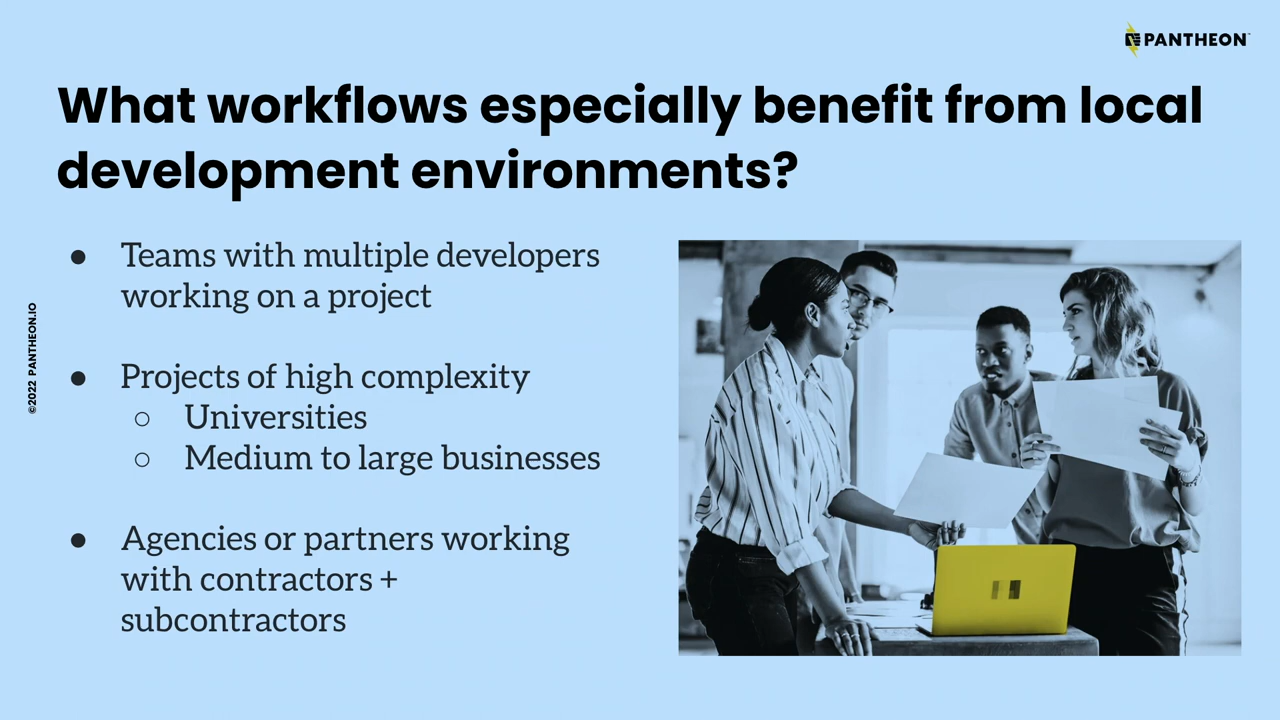 PANTHEON
What workflows especially benefit from local
development environments?
● Teams with multiple developers
working on a project
● Projects of high complexity
○ Universities
○ Medium to large businesses
● Agencies or partners working
with contractors +
subcontractors
©2022 PANTHEON.IO